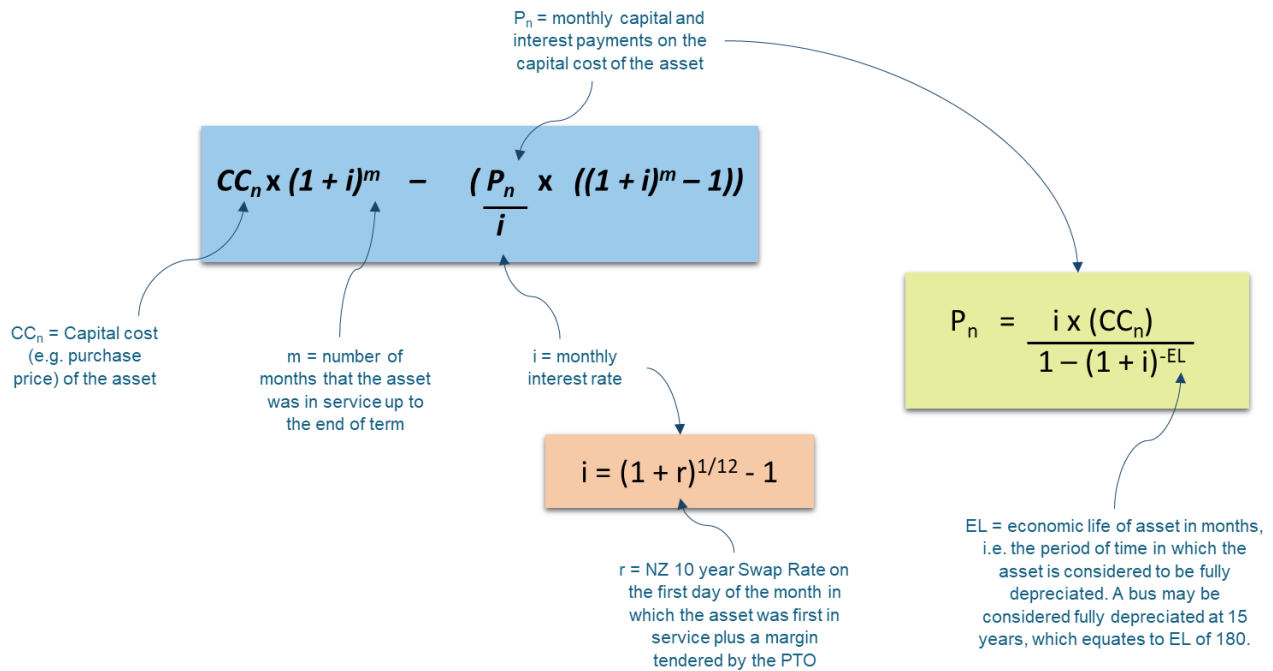 Pn = monthly capital and
interest payments on the
capital cost of the asset
CCn x (1 + i)^m – (Pn/i x ((1 + i)^m – 1))
CCn = Capital cost
(e.g. purchase
price) of the asset
m = number of
months that the asset
was in service up to
the end of term
i = monthly
interest rate
Pn = i x (CCn)
1 – (1 + i)^-EL
i = (1 + r)^1/12 - 1
r = NZ 10 year Swap Rate on
the first day of the month in
which the asset was first in
service plus a margin
tendered by the PTO
EL = economic life of asset in months,
i.e. the period of time in which the
asset is considered to be fully
depreciated. A bus may be
considered fully depreciated at 15
years, which equates to EL of 180.